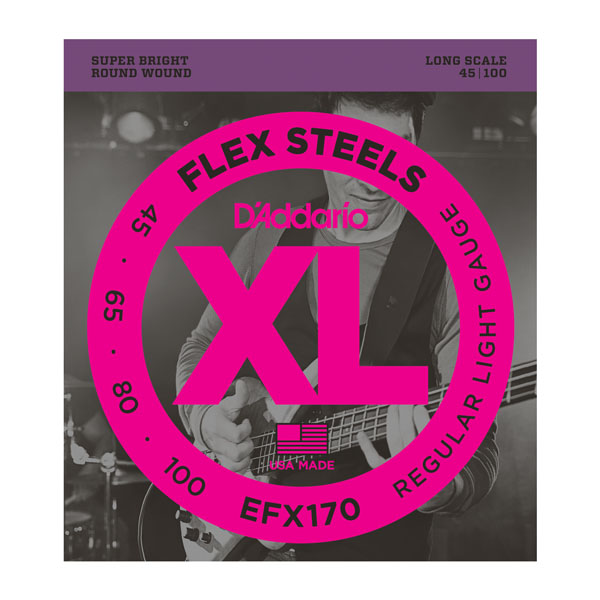 SUPER BRIGHT
ROUND WOUND
LONG SCALE
45|100
FLEX STEELS
D'Addario
XL
45 · 65 · 80 · 100
REGULAR LIGHT GAUGE
USA MADE
EFX170